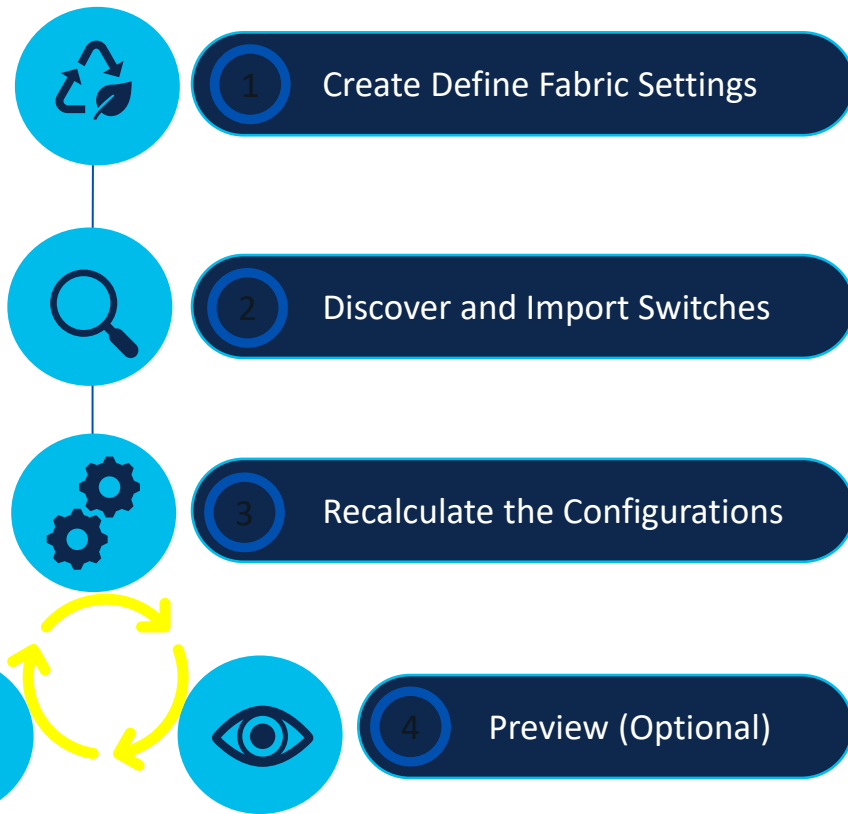 1 Create Define Fabric Settings
2 Discover and Import Switches
3 Recalculate the Configurations
4 Preview (Optional)